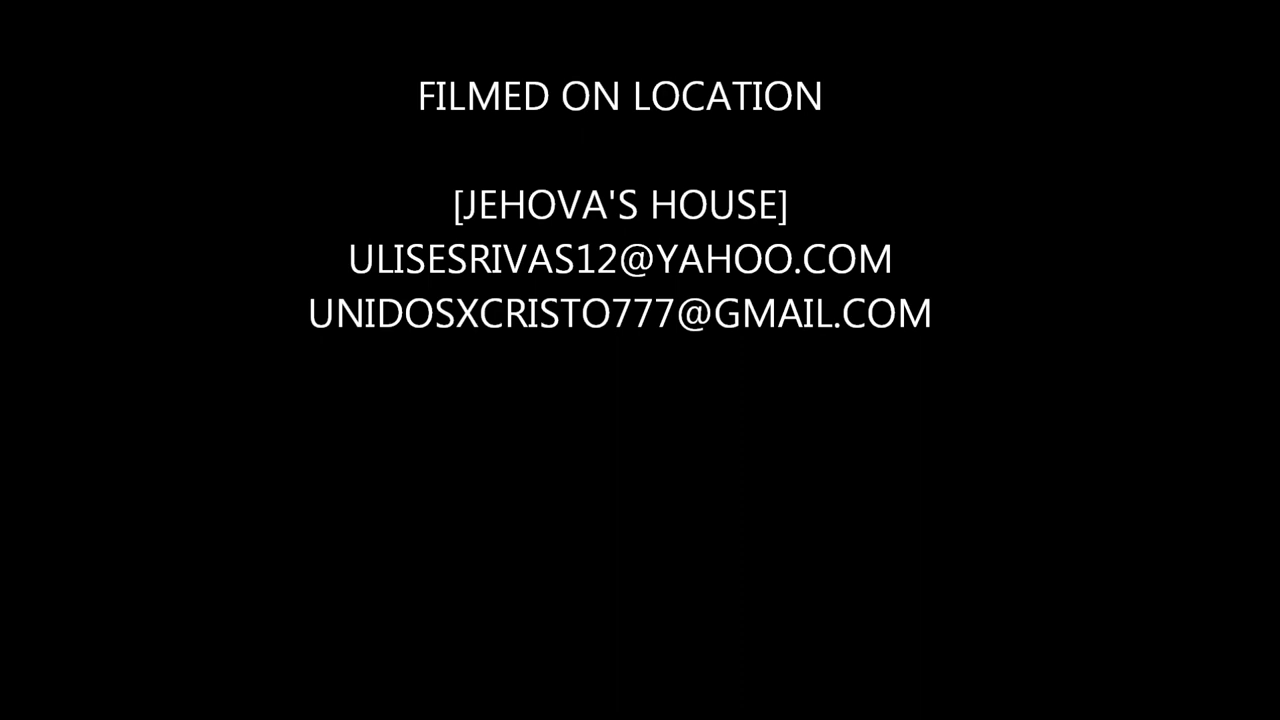 FILMED ON LOCATION
[JEHOVA'S HOUSE]
ULISESRIVAS12@YAHOO.COM
UNIDOSXCRISTO777@GMAIL.COM